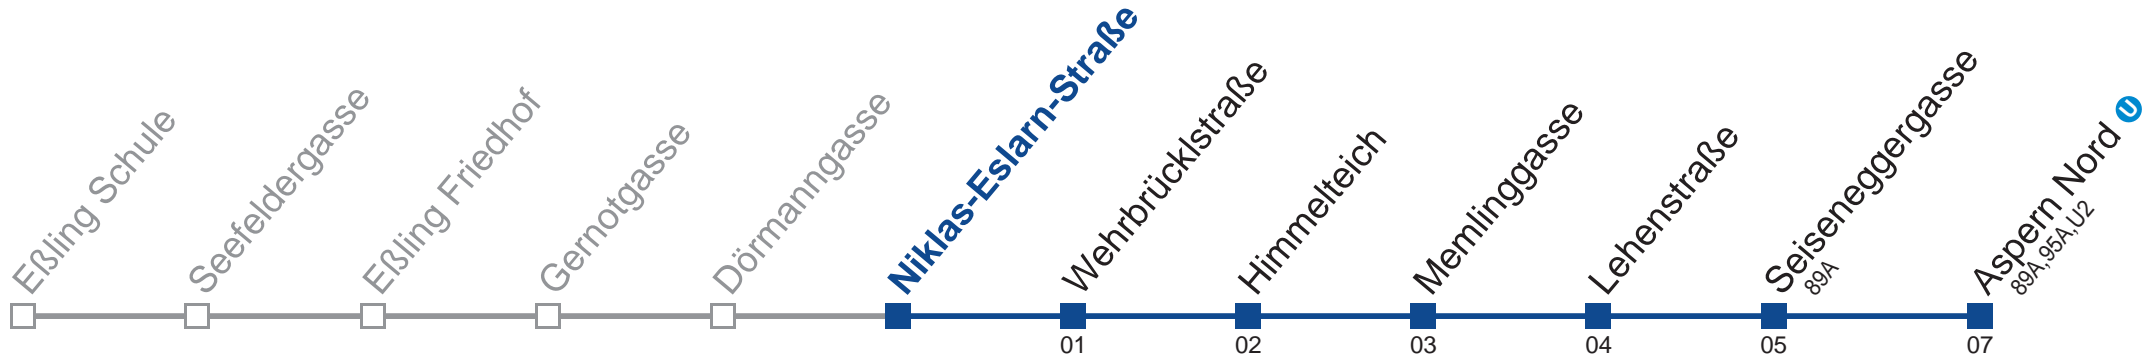 Eßling Schule
Seefeldergasse
Eßling Friedhof
Gernotgasse
Dörmanngasse
Niklas-Eslarn-Straße
Wehrbrücklstraße
Himmelteich
Memlinggasse
Lehenstraße
Seiseneggergasse
89A
Aspern Nord U
89A,95A,U2
01 02 03 04 05 07